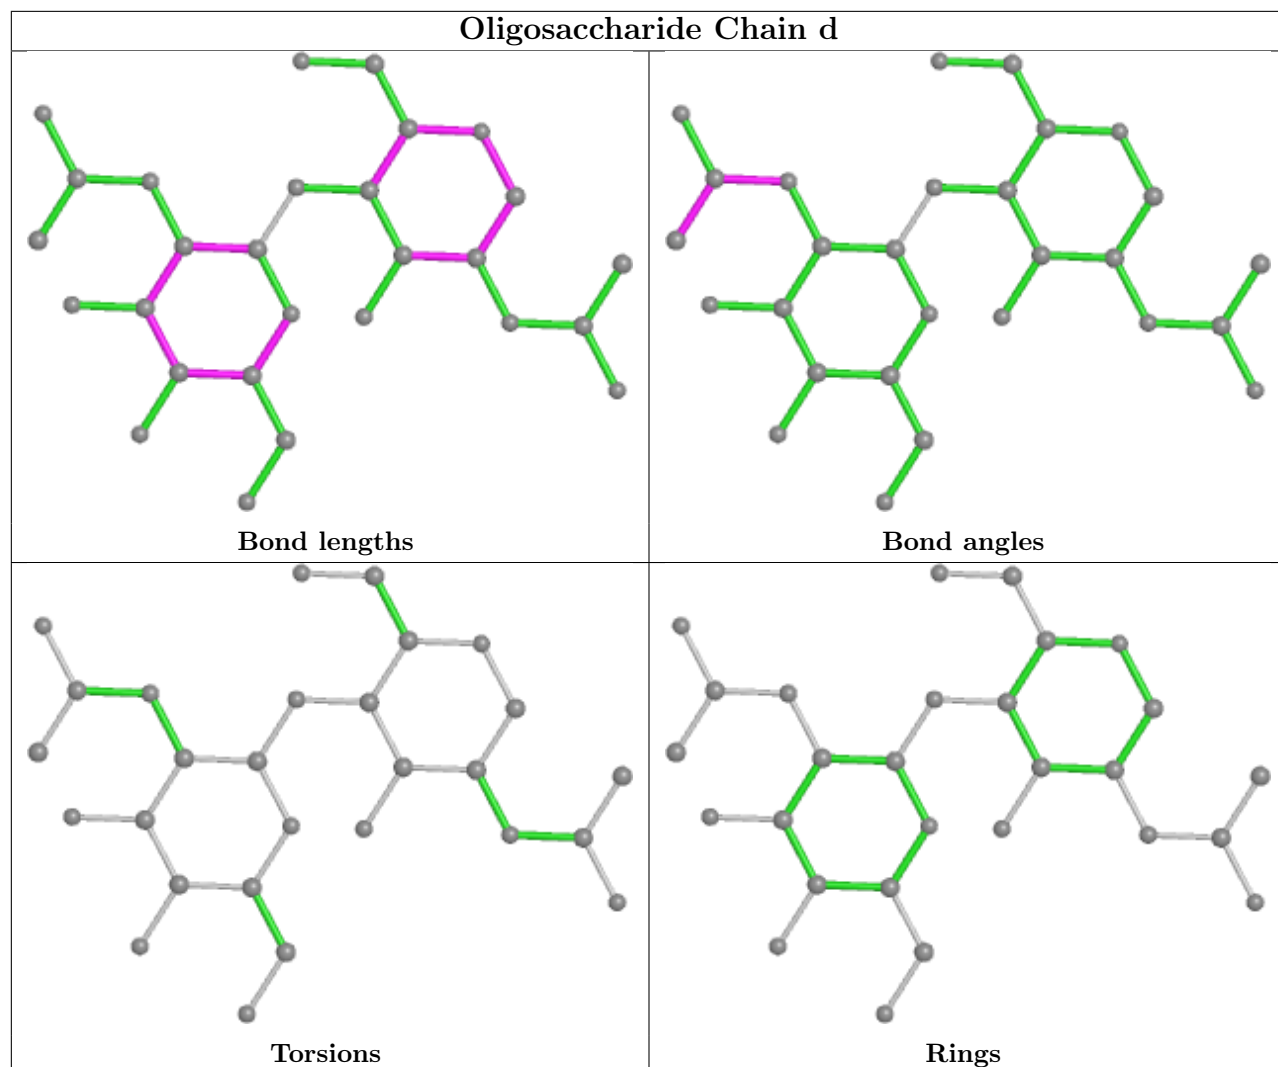 Oligosaccharide Chain d
Bond lengths
Bond angles
Torsions
Rings